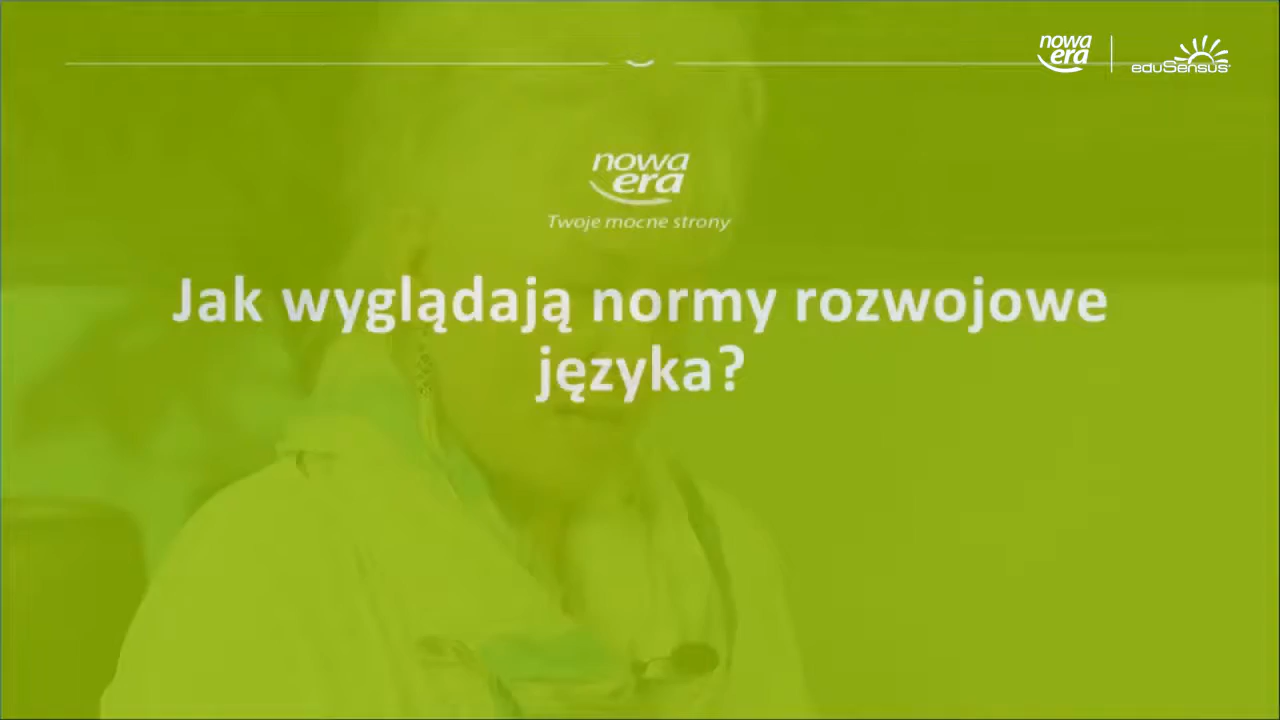 nowa
era
eduSensus
nowa
era
Twoje mocne strony
Jak wyglądają normy rozwojowe
języka?